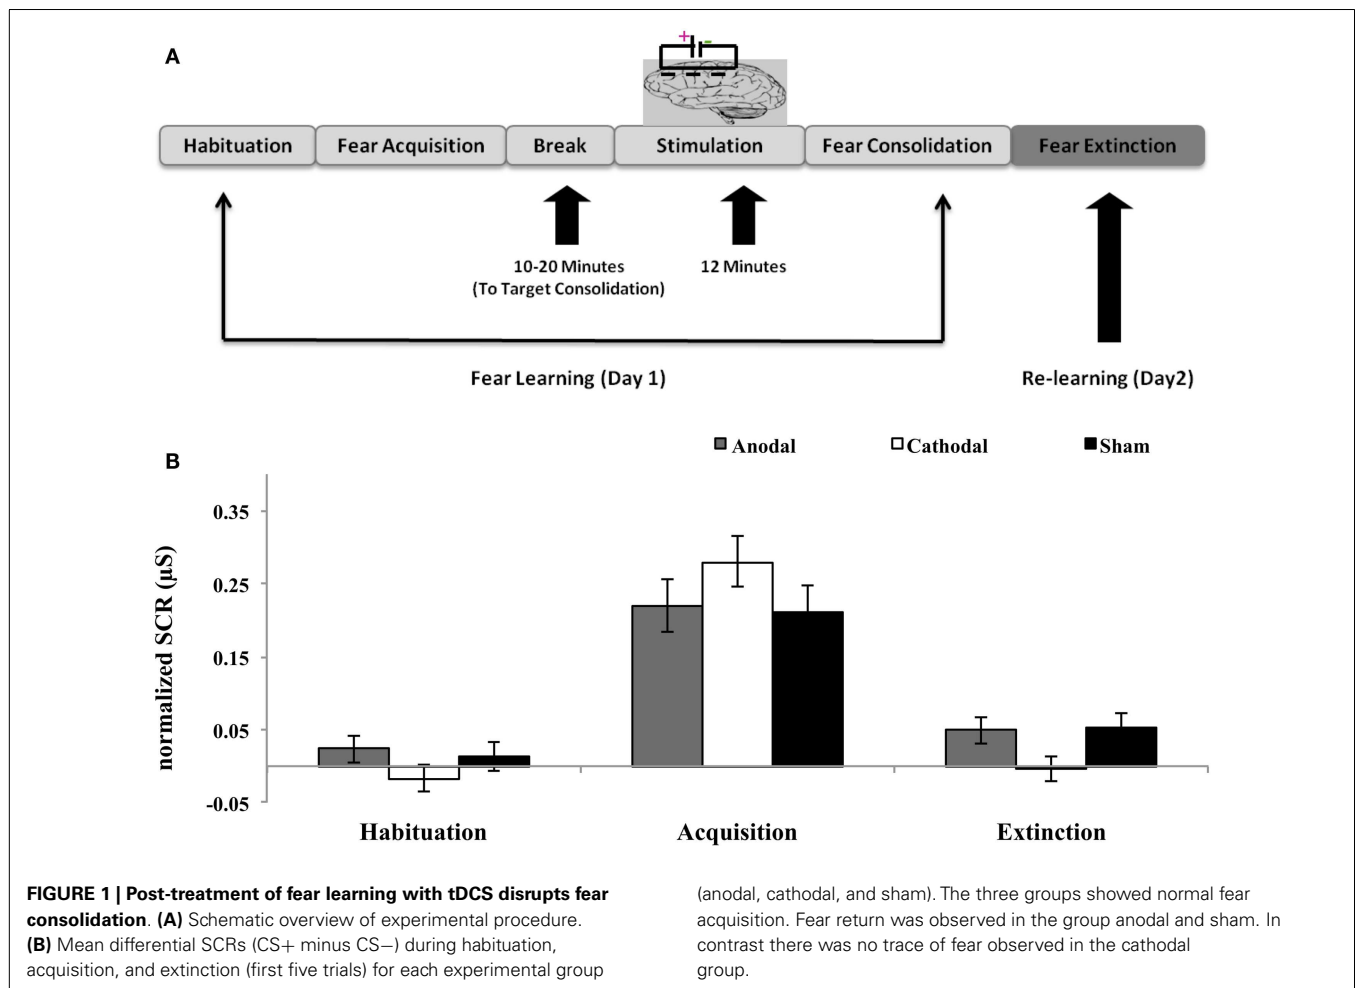 A
+ -
Habituation Fear Acquisition Break Stimulation Fear Consolidation Fear Extinction
10-20 Minutes
(To Target Consolidation)
12 Minutes
Fear Learning (Day 1)
Re-learning (Day2)
B
Anodal Cathodal Sham
normalized SCR (µS)
0.35
0.25
0.15
0.05
-0.05
Habituation Acquisition Extinction
FIGURE 1 | Post-treatment of fear learning with tDCS disrupts fear
consolidation. (A) Schematic overview of experimental procedure.
(B) Mean differential SCRs (CS+ minus CS−) during habituation,
acquisition, and extinction (first five trials) for each experimental group
(anodal, cathodal, and sham). The three groups showed normal fear
acquisition. Fear return was observed in the group anodal and sham. In
contrast there was no trace of fear observed in the cathodal
group.